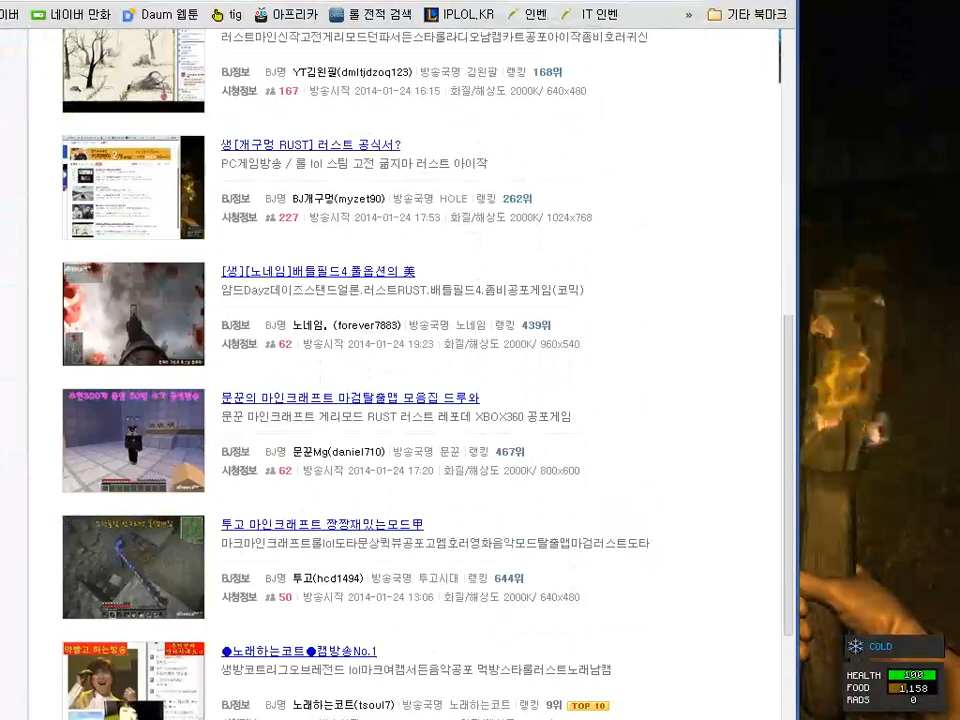 이버 네이버 만화 Daum 웹툰 tig 아프리카 롤 전적 검색 IPLOL,KR 인벤 IT 인벤 » 기타 북마크
러스트마인신작고전게리모드던파서든스타롤라디오남캠카트공포아이작좀비호러귀신
BJ정보 BJ명 YT김왼팔(dmltjdzoq123) 방송국명 김왼팔 랭킹 168위
시청정보 167 방송시작 2014-01-24 16:15 화질/해상도 2000K/ 640x480
생[개구멍 RUST] 러스트 공식서?
PC게임방송 / 롤 lol 스팀 고전 굶지마 러스트 아이작
BJ정보 BJ명 BJ개구멍(myzet90) 방송국명 HOLE 랭킹 262위
시청정보 227 방송시작 2014-01-24 17:53 화질/해상도 2000K/ 1024x768
[생][노네임]배틀필드4 풀옵션의 美
암드Dayz데이즈스탠드얼론.러스트RUST.배틀필드4.좀비공포게임(코믹)
BJ정보 BJ명 노네임. (forever7883) 방송국명 노네임 랭킹 439위
시청정보 62 방송시작 2014-01-24 19:23 화질/해상도 2000K/ 960x540
문꾼의 마인크래프트 마검탈출맵 모음집 드루와
문꾼 마인크래프트 게리모드 RUST 러스트 레포데 XBOX360 공포게임
BJ정보 BJ명 문꾼Mg(daniel710) 방송국명 문꾼 랭킹 467위
시청정보 62 방송시작 2014-01-24 17:20 화질/해상도 2000K/ 800x600
투고 마인크래프트 짱짱재밌는모드甲
마크마인크래프트롤lol도타문상퀵뷰공포고멤호러영화음악모드탈출맵마검러스트도타
BJ정보 BJ명 투고(hcd1494) 방송국명 투고시대 랭킹 644위
시청정보 50 방송시작 2014-01-24 13:06 화질/해상도 2000K/ 640x480
약빨고 하는방송
●노래하는코트●캡방송No.1
생방코트리그오브레전드 lol마크여캡서든음악공포 먹방스타롤러스트노래남캠
BJ정보 BJ명 노래하는코트(tsoul7) 방송국명 노래하는코트 랭킹 9위 TOP 10
COLD
HEALTH 100
FOOD 1,158
RADS 0